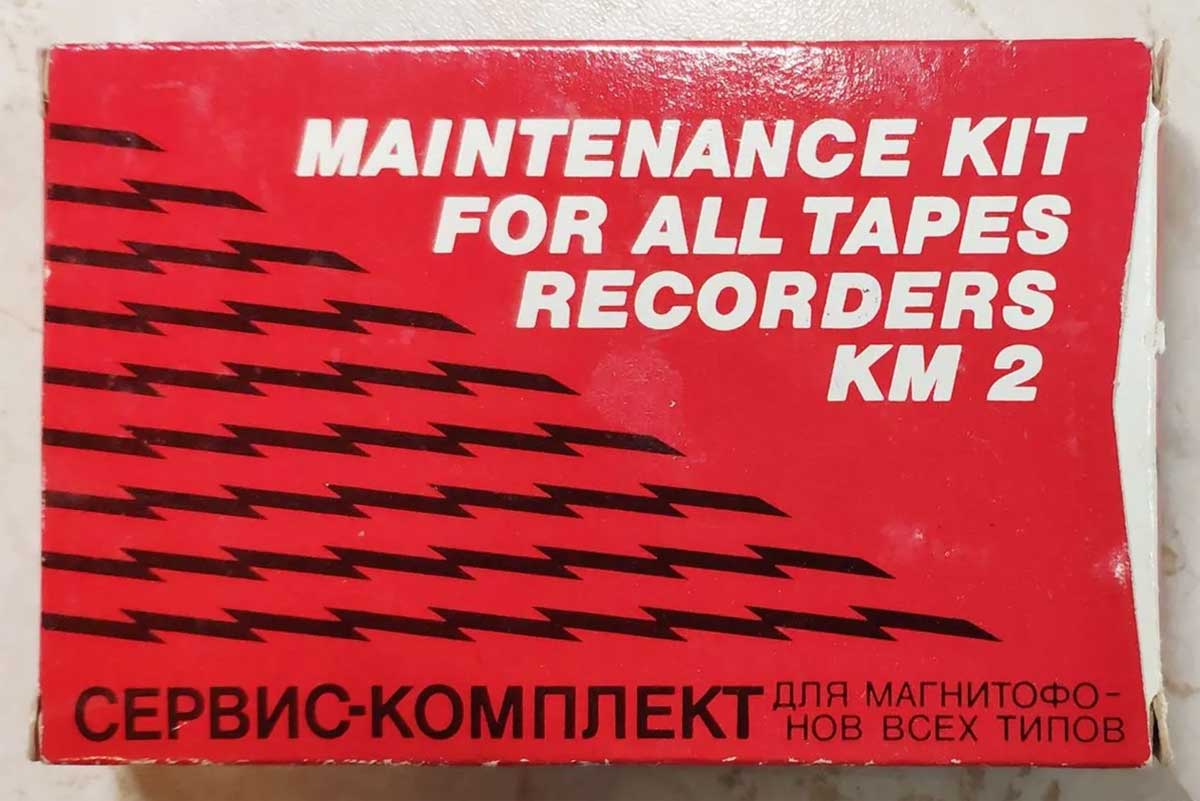 MAINTENANCE KIT
FOR ALL TAPES
RECORDERS
KM 2
СЕРВИС-КОМПЛЕКТ ДЛЯ МАГНИТОФО-
НОВ ВСЕХ ТИПОВ